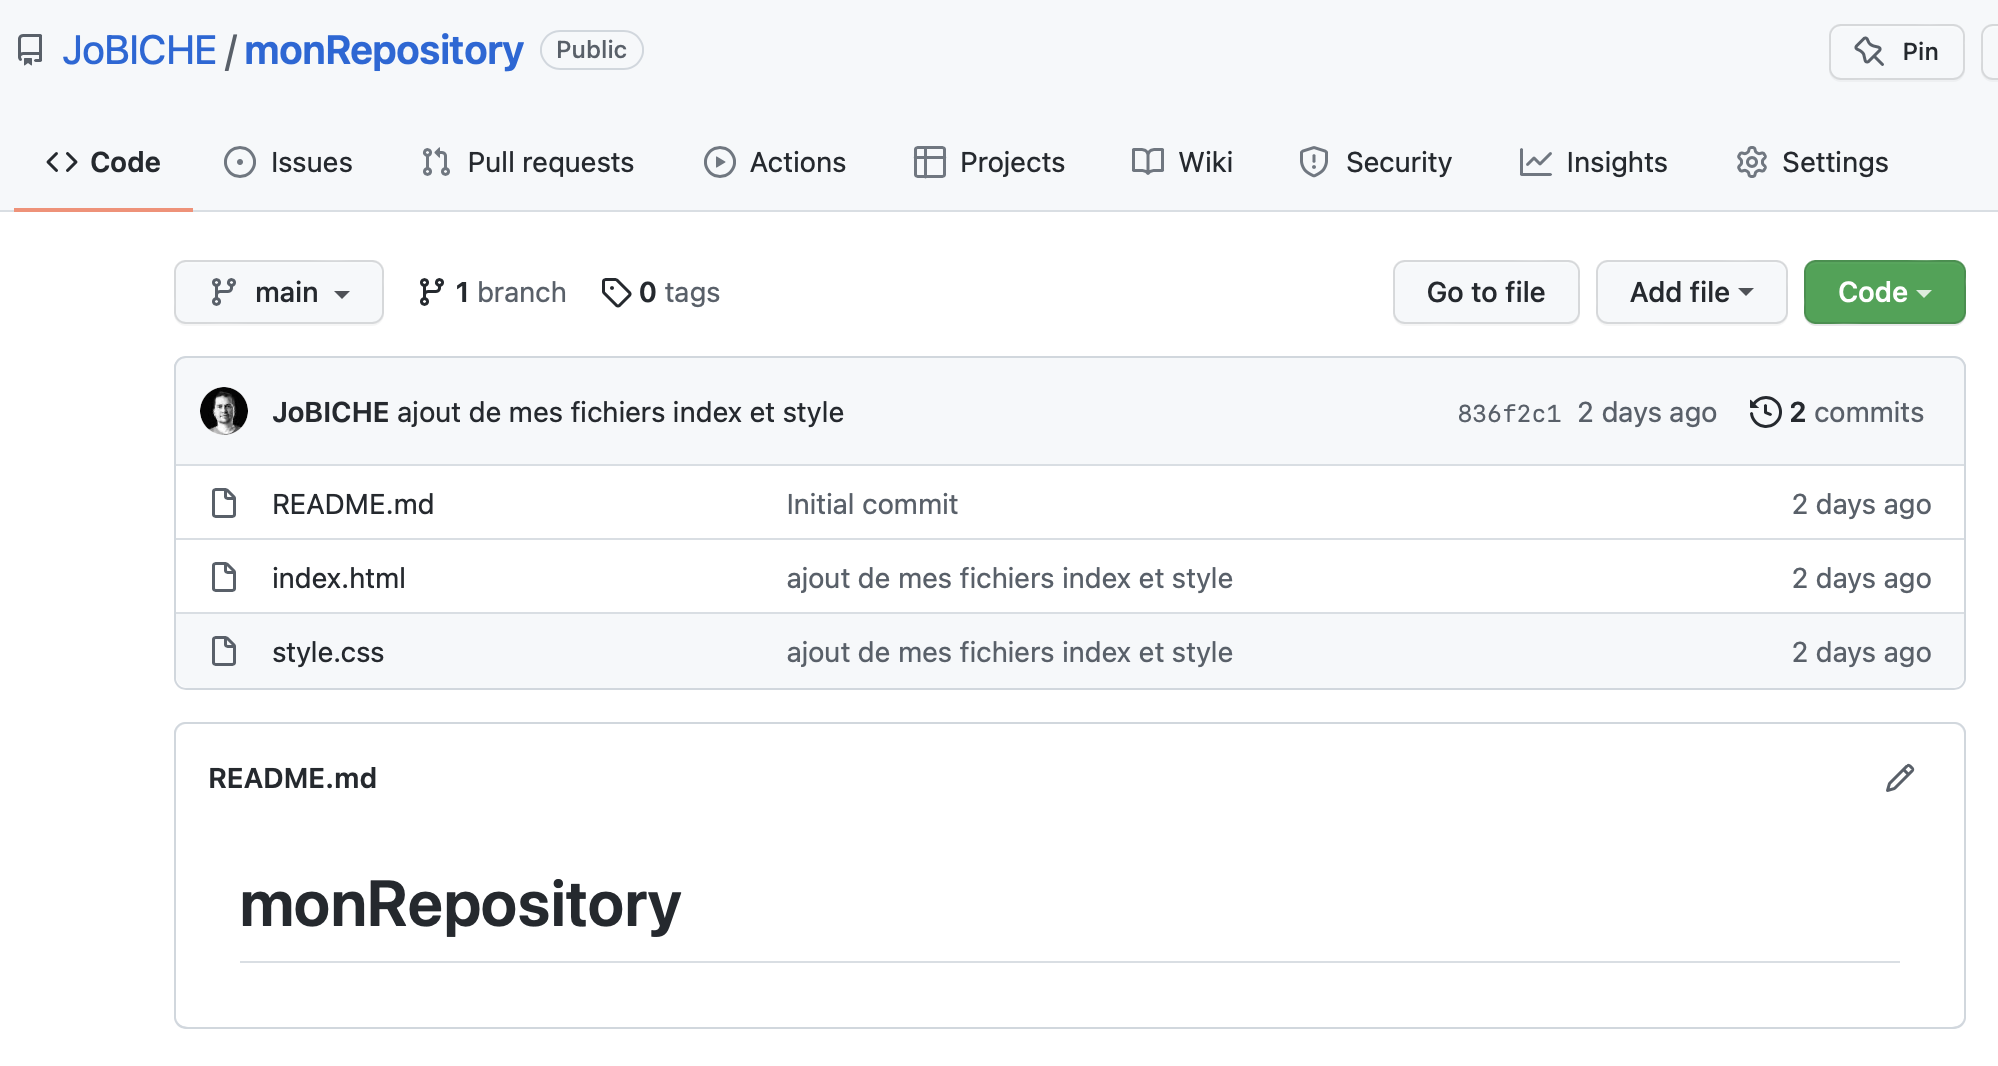 JoBICHE / monRepository Public Pin
Code Issues Pull requests Actions Projects Wiki Security Insights Settings
main 1 branch 0 tags Go to file Add file Code
JoBICHE ajout de mes fichiers index et style 836f2c1 2 days ago 2 commits
README.md Initial commit 2 days ago
index.html ajout de mes fichiers index et style 2 days ago
style.css ajout de mes fichiers index et style 2 days ago
README.md
monRepository